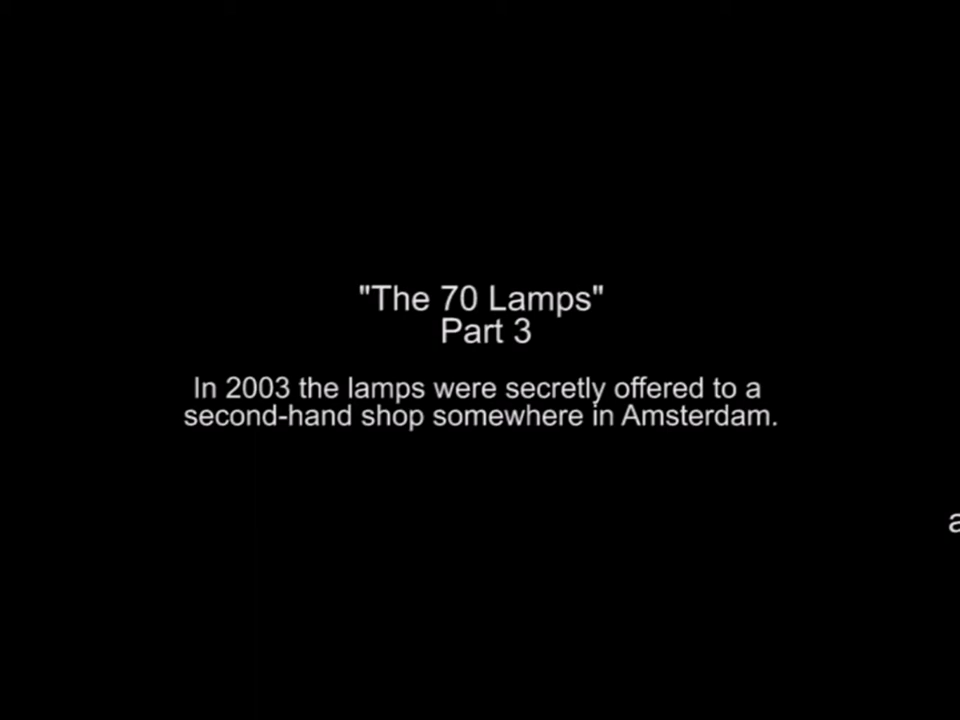 "The 70 Lamps"
Part 3
In 2003 the lamps were secretly offered to a
second-hand shop somewhere in Amsterdam.
a